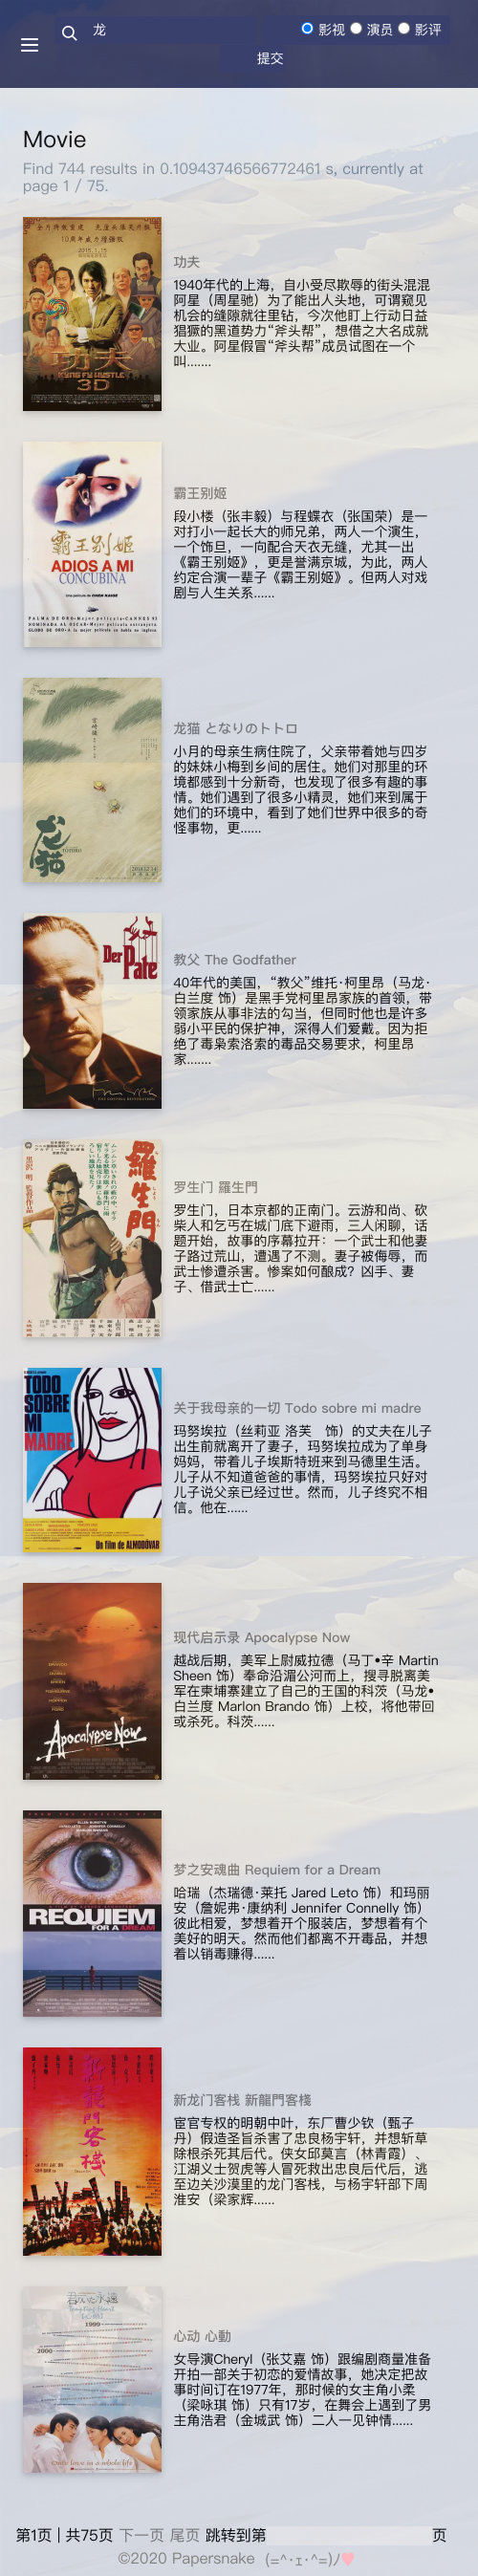 龙
影视 演员 影评
提交
Movie
Find 744 results in 0.10943746566772461 s, currently at
page 1 / 75.
功夫
KUNG FU HUSTLE
3D
1940年代的上海，自小受尽欺辱的街头混混
阿星（周星驰）为了能出人头地，可谓窥见
机会的缝隙就往里钻，今次他盯上行动日益
猖獗的黑道势力“斧头帮”，想借之大名成就
大业。阿星假冒“斧头帮”成员试图在一个
叫.......
霸王别姬
ADIOS A MI
CONCUBINA
霸王别姬
段小楼（张丰毅）与程蝶衣（张国荣）是一
对打小一起长大的师兄弟，两人一个演生，
一个饰旦，一向配合天衣无缝，尤其一出
《霸王别姬》，更是誉满京城，为此，两人
约定合演一辈子《霸王别姬》。但两人对戏
剧与人生关系......
龙猫
龙猫 となりのトトロ
小月的母亲生病住院了，父亲带着她与四岁
的妹妹小梅到乡间的居住。她们对那里的环
境都感到十分新奇，也发现了很多有趣的事
情。她们遇到了很多小精灵，她们来到属于
她们的环境中，看到了她们世界中很多的奇
怪事物，更......
Der
Pate
教父 The Godfather
40年代的美国，“教父”维托·柯里昂（马龙·
白兰度 饰）是黑手党柯里昂家族的首领，带
领家族从事非法的勾当，但同时他也是许多
弱小平民的保护神，深得人们爱戴。因为拒
绝了毒枭索洛索的毒品交易要求，柯里昂
家.......
羅生門
罗生门 羅生門
罗生门，日本京都的正南门。云游和尚、砍
柴人和乞丐在城门底下避雨，三人闲聊，话
题开始，故事的序幕拉开：一个武士和他妻
子路过荒山，遭遇了不测。妻子被侮辱，而
武士惨遭杀害。惨案如何酿成？凶手、妻
子、借武士亡......
TODO
SOBRE
MI
MADRE
Un film de ALMODÓVAR
关于我母亲的一切 Todo sobre mi madre
玛努埃拉（丝莉亚 洛芙　饰）的丈夫在儿子
出生前就离开了妻子，玛努埃拉成为了单身
妈妈，带着儿子埃斯特班来到马德里生活。
儿子从不知道爸爸的事情，玛努埃拉只好对
儿子说父亲已经过世。然而，儿子终究不相
信。他在......
Apocalypse Now
现代启示录 Apocalypse Now
越战后期，美军上尉威拉德（马丁•辛 Martin
Sheen 饰）奉命沿湄公河而上，搜寻脱离美
军在柬埔寨建立了自己的王国的科茨（马龙•
白兰度 Marlon Brando 饰）上校，将他带回
或杀死。科茨......
REQUIEM
FOR A DREAM
梦之安魂曲 Requiem for a Dream
哈瑞（杰瑞德·莱托 Jared Leto 饰）和玛丽
安（詹妮弗·康纳利 Jennifer Connelly 饰）
彼此相爱，梦想着开个服装店，梦想着有个
美好的明天。然而他们都离不开毒品，并想
着以销毒赚得......
新龍門客棧
新龙门客栈 新龍門客棧
宦官专权的明朝中叶，东厂曹少钦（甄子
丹）假造圣旨杀害了忠良杨宇轩，并想斩草
除根杀死其后代。侠女邱莫言（林青霞）、
江湖义士贺虎等人冒死救出忠良后代后，逃
至边关沙漠里的龙门客栈，与杨宇轩部下周
淮安（梁家辉......
1999
2000
心动 心動
女导演Cheryl（张艾嘉 饰）跟编剧商量准备
开拍一部关于初恋的爱情故事，她决定把故
事时间订在1977年，那时候的女主角小柔
（梁咏琪 饰）只有17岁，在舞会上遇到了男
主角浩君（金城武 饰）二人一见钟情......
第1页 | 共75页 下一页 尾页 跳转到第 页
©2020 Papersnake (=^･ｪ･^=)ﾉ